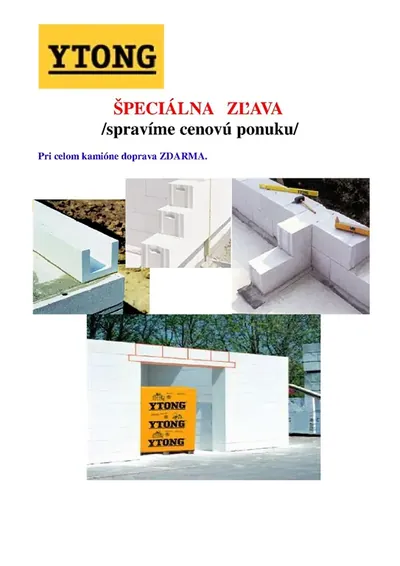 YTONG
ŠPECIÁLNA ZĽAVA
/spravíme cenovú ponuku/
Pri celom kamióne doprava ZDARMA.
YTONG
YTONG
YTONG